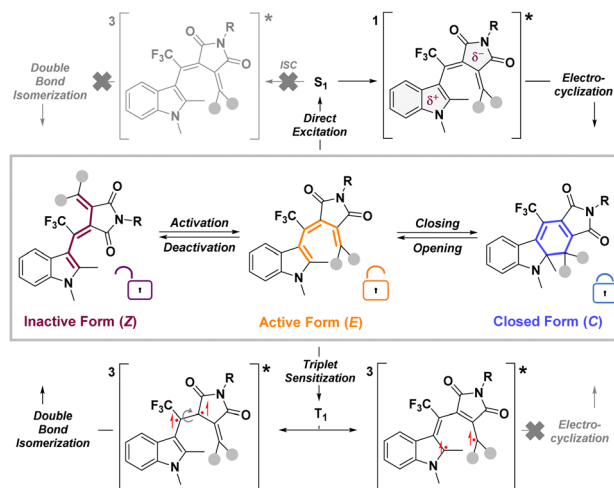 3
*
Double
Bond
Isomerization
F₃C
O
N
R
O
N
ISC
S₁
Direct
Excitation
1
*
F₃C
O
N
R
O
δ⁻
δ⁺
N
Electro-
cyclization
O
F₃C
N-R
O
N
Inactive Form (Z)
Activation
Deactivation
R
O
N
F₃C
O
N
Active Form (E)
Closing
Opening
R
O
N
F₃C
O
N
Closed Form (C)
Double Bond
Isomerization
3
*
R
O
N
F₃C
O
N
Triplet
Sensitization
T₁
3
*
R
O
N
F₃C
O
N
Electro-
cyclization